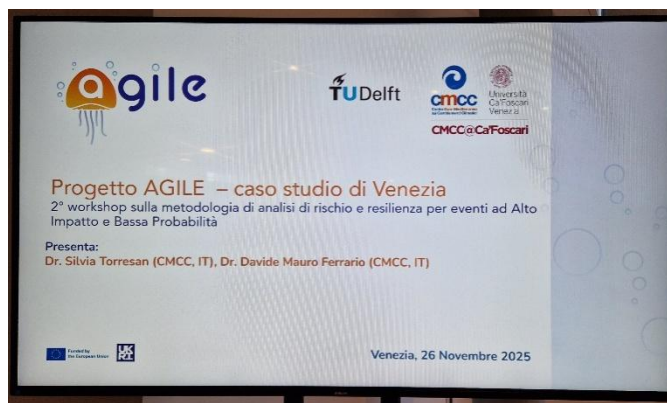 agile
TUDelft
cmcc
Università
Ca'Foscari
Venezia
CMCC@Ca'Foscari
Progetto AGILE – caso studio di Venezia
2° workshop sulla metodologia di analisi di rischio e resilienza per eventi ad Alto
Impatto e Bassa Probabilità
Presenta:
Dr. Silvia Torresan (CMCC, IT), Dr. Davide Mauro Ferrario (CMCC, IT)
Funded by
the European Union
UKRI
Venezia, 26 Novembre 2025